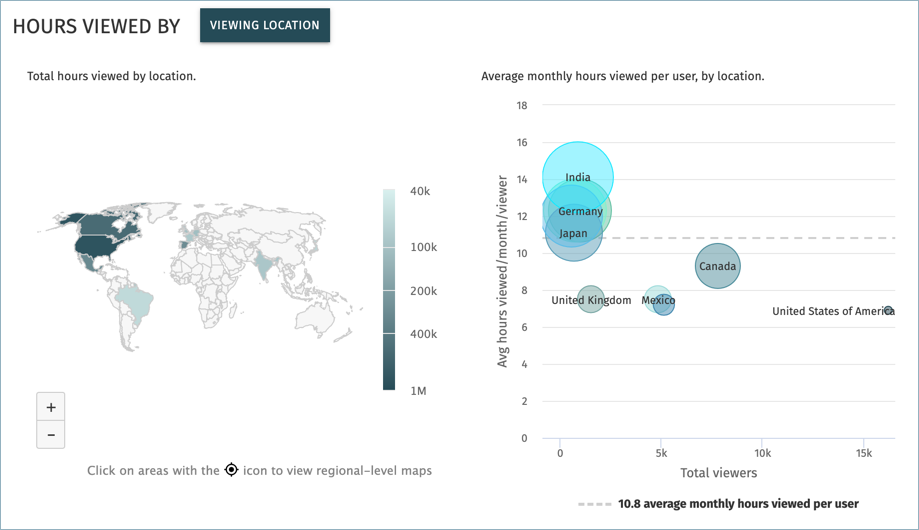 HOURS VIEWED BY
VIEWING LOCATION
Total hours viewed by location.
40k
100k
200k
400k
1M
+
−
Click on areas with the icon to view regional-level maps
Average monthly hours viewed per user, by location.
Avg hours viewed/month/viewer
18
16
14
12
10
8
6
4
2
0
India
Germany
Japan
Canada
United Kingdom
Mexico
United States of America
0
5k
10k
15k
Total viewers
10.8 average monthly hours viewed per user